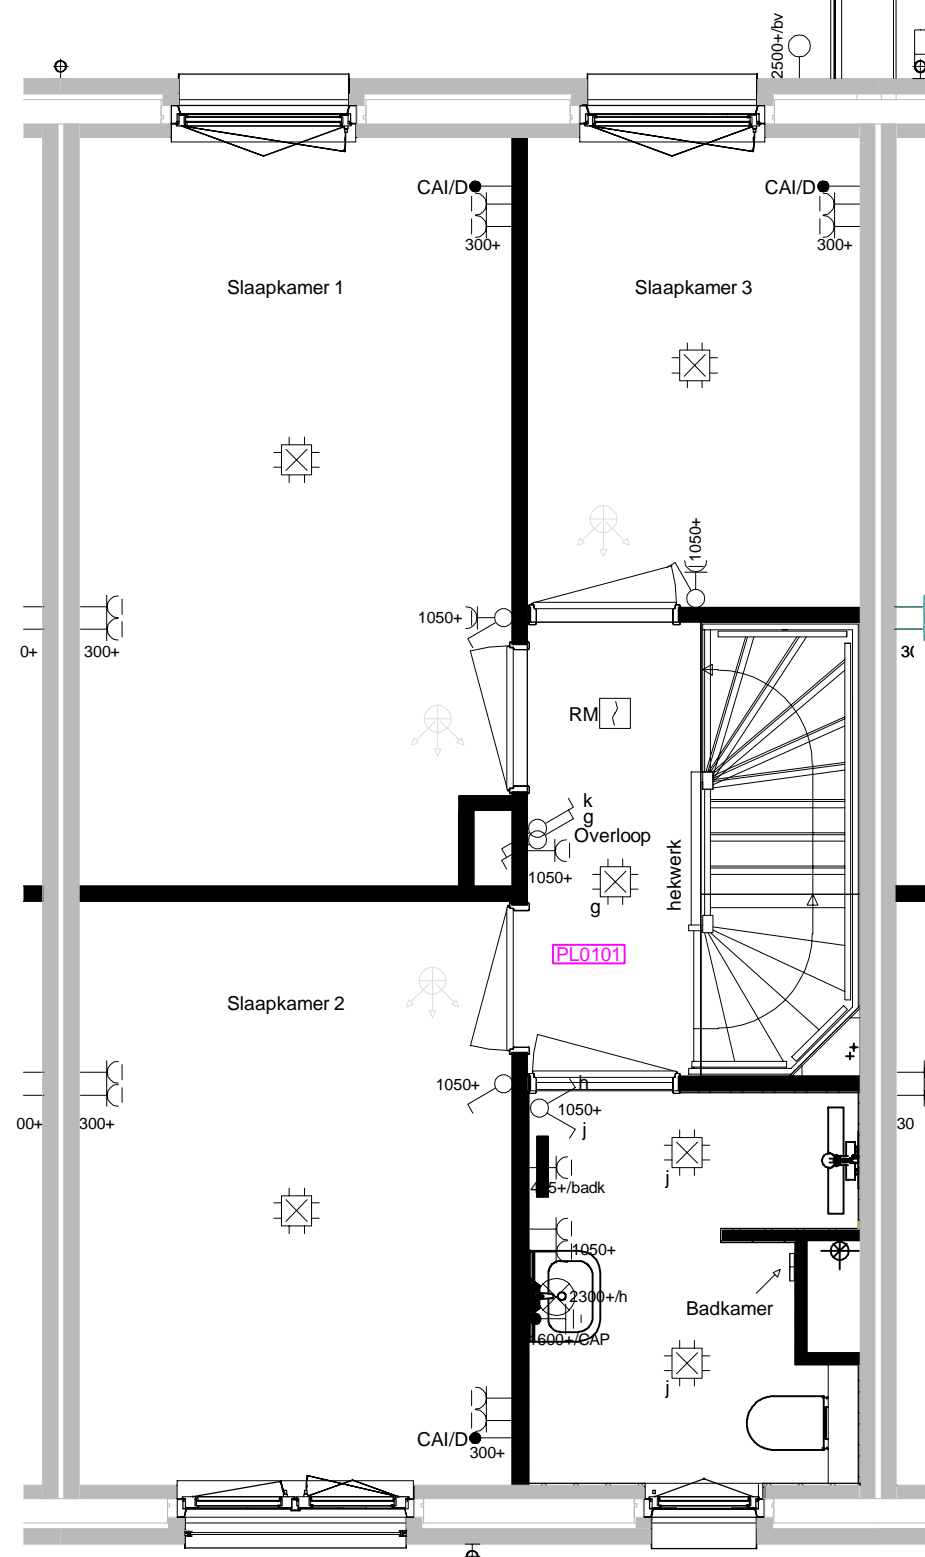 2500+/bv
CAI/D
CAI/D
300+
300+
Slaapkamer 1
Slaapkamer 3
1050+
1050+
0+
300+
30
RM
k
g
Overloop
1050+
hekwerk
g
PL0101
Slaapkamer 2
1050+
h
1050+
00+
300+
j
30
j
+/badk
1050+
2300+/h
Badkamer
1600+/CAP
j
CAI/D
300+